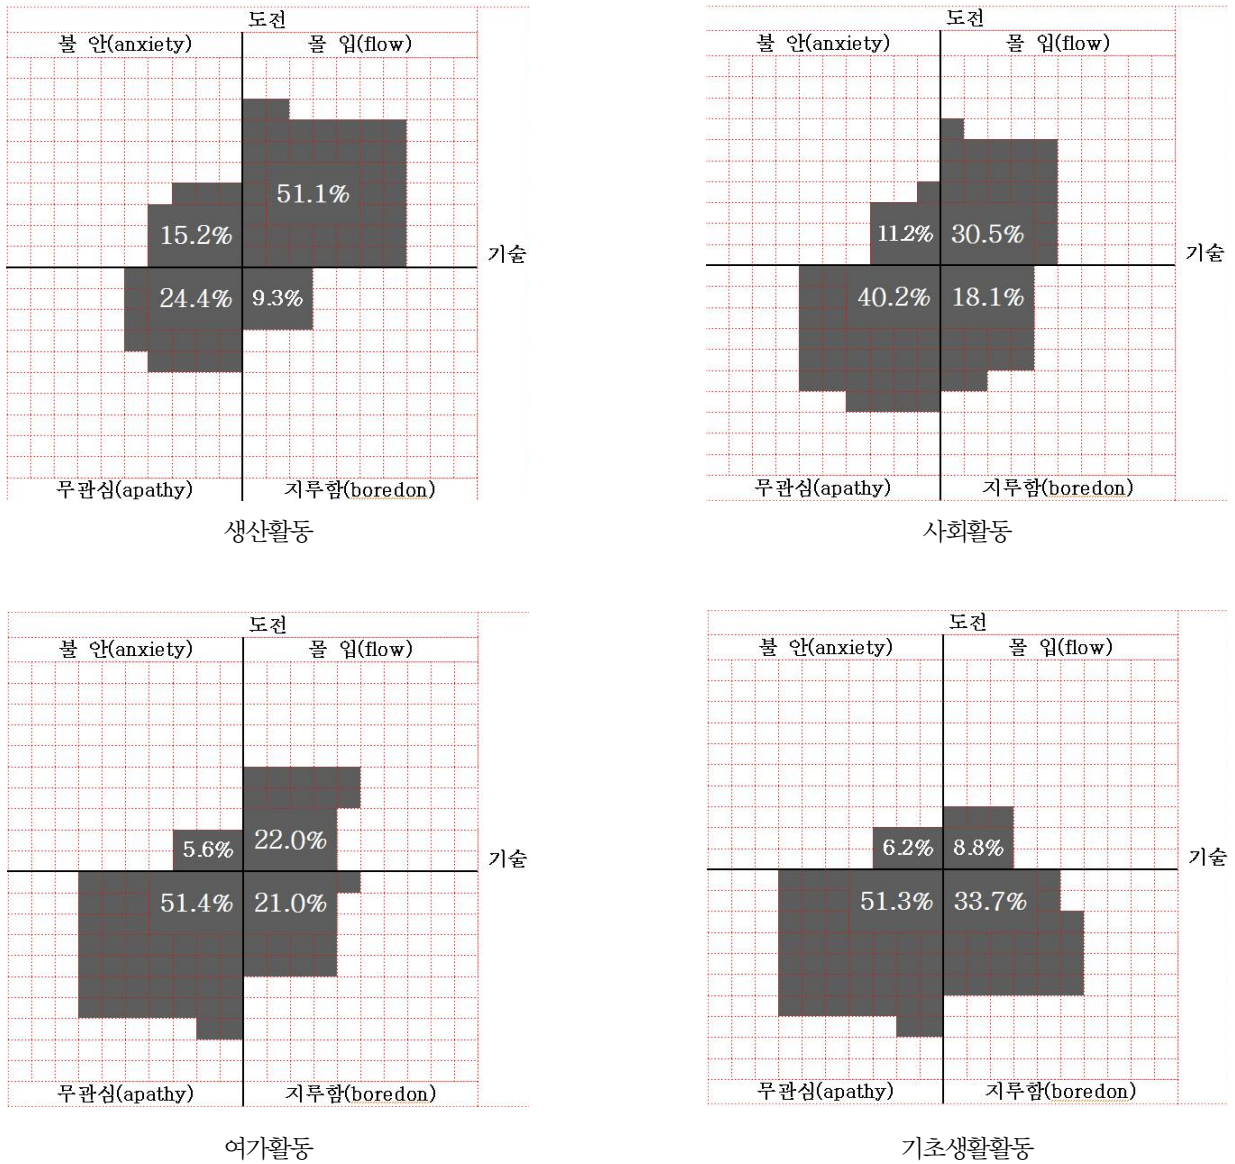 도전
불 안(anxiety) 몰 입(flow)
51.1%
15.2%
기술
24.4% 9.3%
무관심(apathy) 지루함(boredon)
생산활동
도전
불 안(anxiety) 몰 입(flow)
11.2% 30.5%
기술
40.2% 18.1%
무관심(apathy) 지루함(boredon)
사회활동
도전
불 안(anxiety) 몰 입(flow)
5.6% 22.0%
기술
51.4% 21.0%
무관심(apathy) 지루함(boredon)
여가활동
도전
불 안(anxiety) 몰 입(flow)
6.2% 8.8%
기술
51.3% 33.7%
무관심(apathy) 지루함(boredon)
기초생활활동